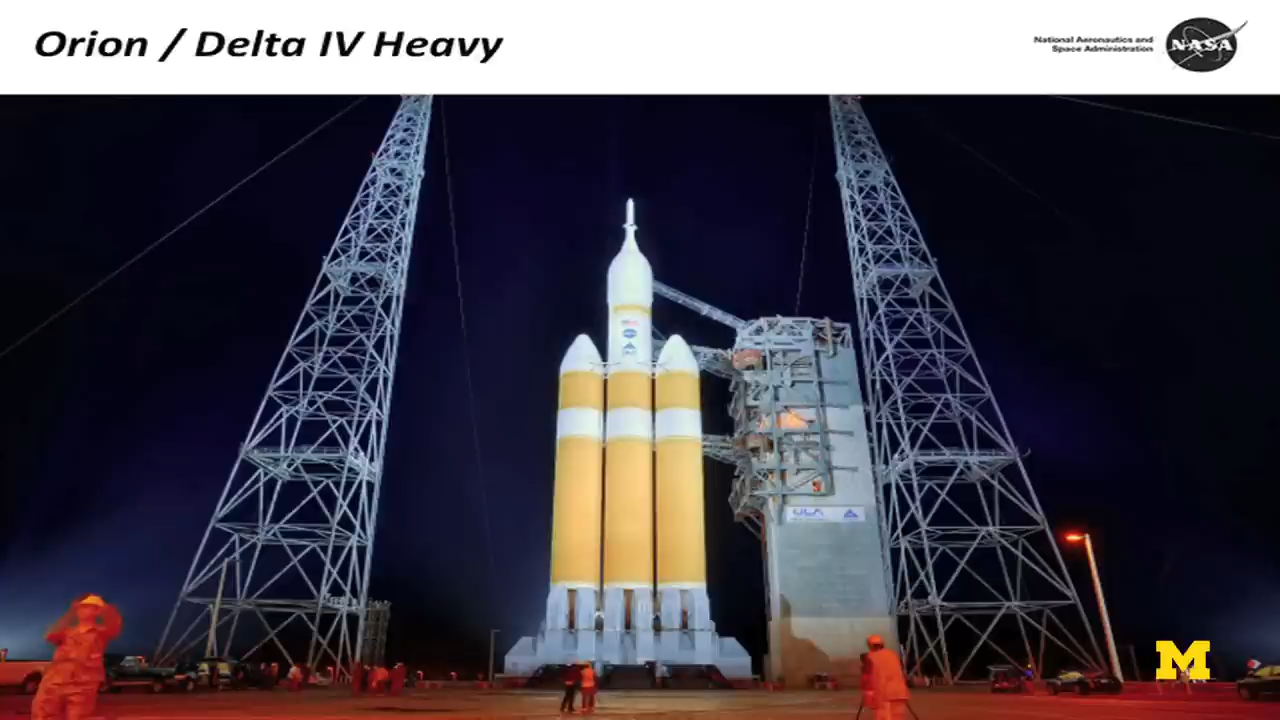 Orion / Delta IV Heavy
National Aeronautics and
Space Administration
NASA
ULA
M